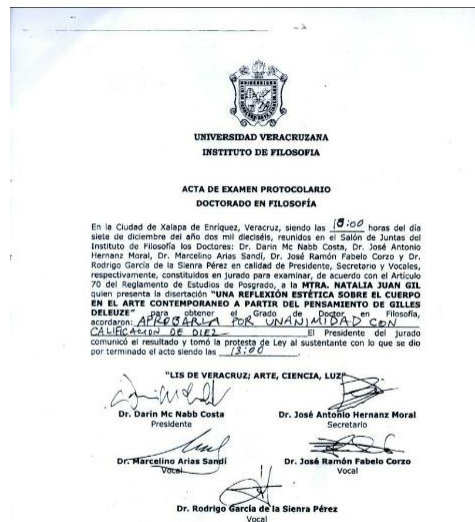 UNIVERSIDAD VERACRUZANA
INSTITUTO DE FILOSOFIA
ACTA DE EXAMEN PROTOCOLARIO
DOCTORADO EN FILOSOFÍA
En la Ciudad de Xalapa de Enríquez, Veracruz, siendo las horas del día
siete de diciembre del año dos mil dieciséis, reunidos en el Salón de Juntas del
Instituto de Filosofía los Doctores: Dr. Darin Mc Nabb Costa, Dr. José Antonio
Hernanz Moral, Dr. Marcelino Arias Sandí, Dr. José Ramón Fabelo Corzo y Dr.
Rodrigo García de la Sienra Pérez en calidad de Presidente, Secretario y Vocales,
respectivamente, constituidos en Jurado para examinar, de acuerdo con el Artículo
70 del Reglamento de Estudios de Posgrado, a la MTRA. NATALIA JUAN GIL
quien presenta la disertación "UNA REFLEXIÓN ESTÉTICA SOBRE EL CUERPO
EN EL ARTE CONTEMPORANEO A PARTIR DEL PENSAMIENTO DE GILLES
DELEUZE" para obtener el Grado de Doctor en Filosofía,
acordaron: APROBARLA POR UNANIMIDAD CON
CALIFICACION DE DIEZ El Presidente del jurado
comunicó el resultado y tomó la protesta de Ley al sustentante con lo que se dio
por terminado el acto siendo las 13:00
"LIS DE VERACRUZ; ARTE, CIENCIA, LUZ"
Dr. Darin Mc Nabb Costa
Presidente
Dr. José Antonio Hernanz Moral
Secretario
Dr. Marcelino Arias Sandí
Vocal
Dr. José Ramón Fabelo Corzo
Vocal
Dr. Rodrigo García de la Sienra Pérez
Vocal